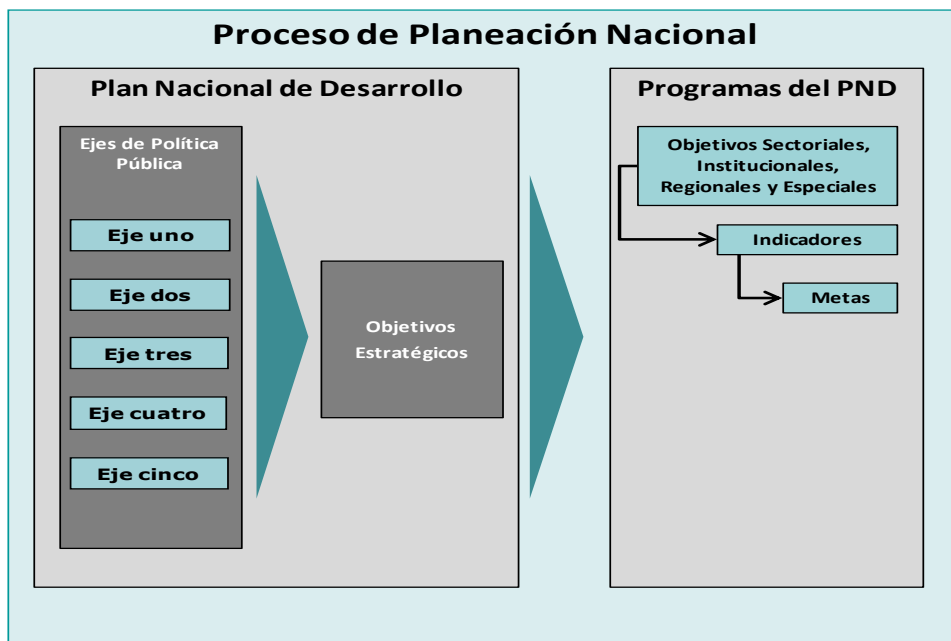 Proceso de Planeación Nacional
Plan Nacional de Desarrollo
Ejes de Política
Pública
Eje uno
Eje dos
Eje tres
Eje cuatro
Eje cinco
Objetivos
Estratégicos
Programas del PND
Objetivos Sectoriales,
Institucionales,
Regionales y Especiales
Indicadores
Metas